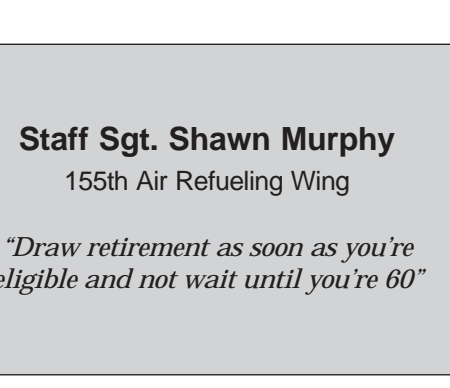 Staff Sgt. Shawn Murphy
155th Air Refueling Wing
“Draw retirement as soon as you're
eligible and not wait until you're 60”